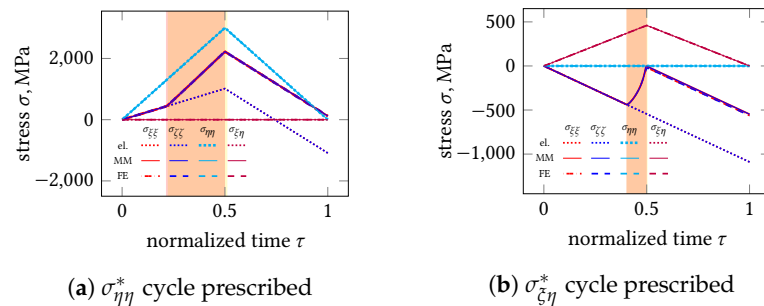 stress σ, MPa
2,000
0
−2,000
σξξ σζζ σηη σξη
el.
MM
FE
0 0.5 1
normalized time τ
(a) σ*ηη cycle prescribed
stress σ, MPa
500
0
−500
−1,000
σξξ σζζ σηη σξη
el.
MM
FE
0 0.5 1
normalized time τ
(b) σ*ξη cycle prescribed